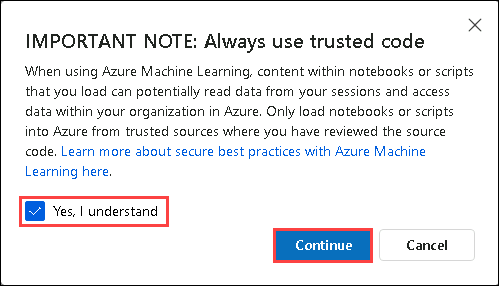 IMPORTANT NOTE: Always use trusted code
When using Azure Machine Learning, content within notebooks or scripts
that you load can potentially read data from your sessions and access
data within your organization in Azure. Only load notebooks or scripts
into Azure from trusted sources where you have reviewed the source
code. Learn more about secure best practices with Azure Machine
Learning here.
Yes, I understand
Continue
Cancel